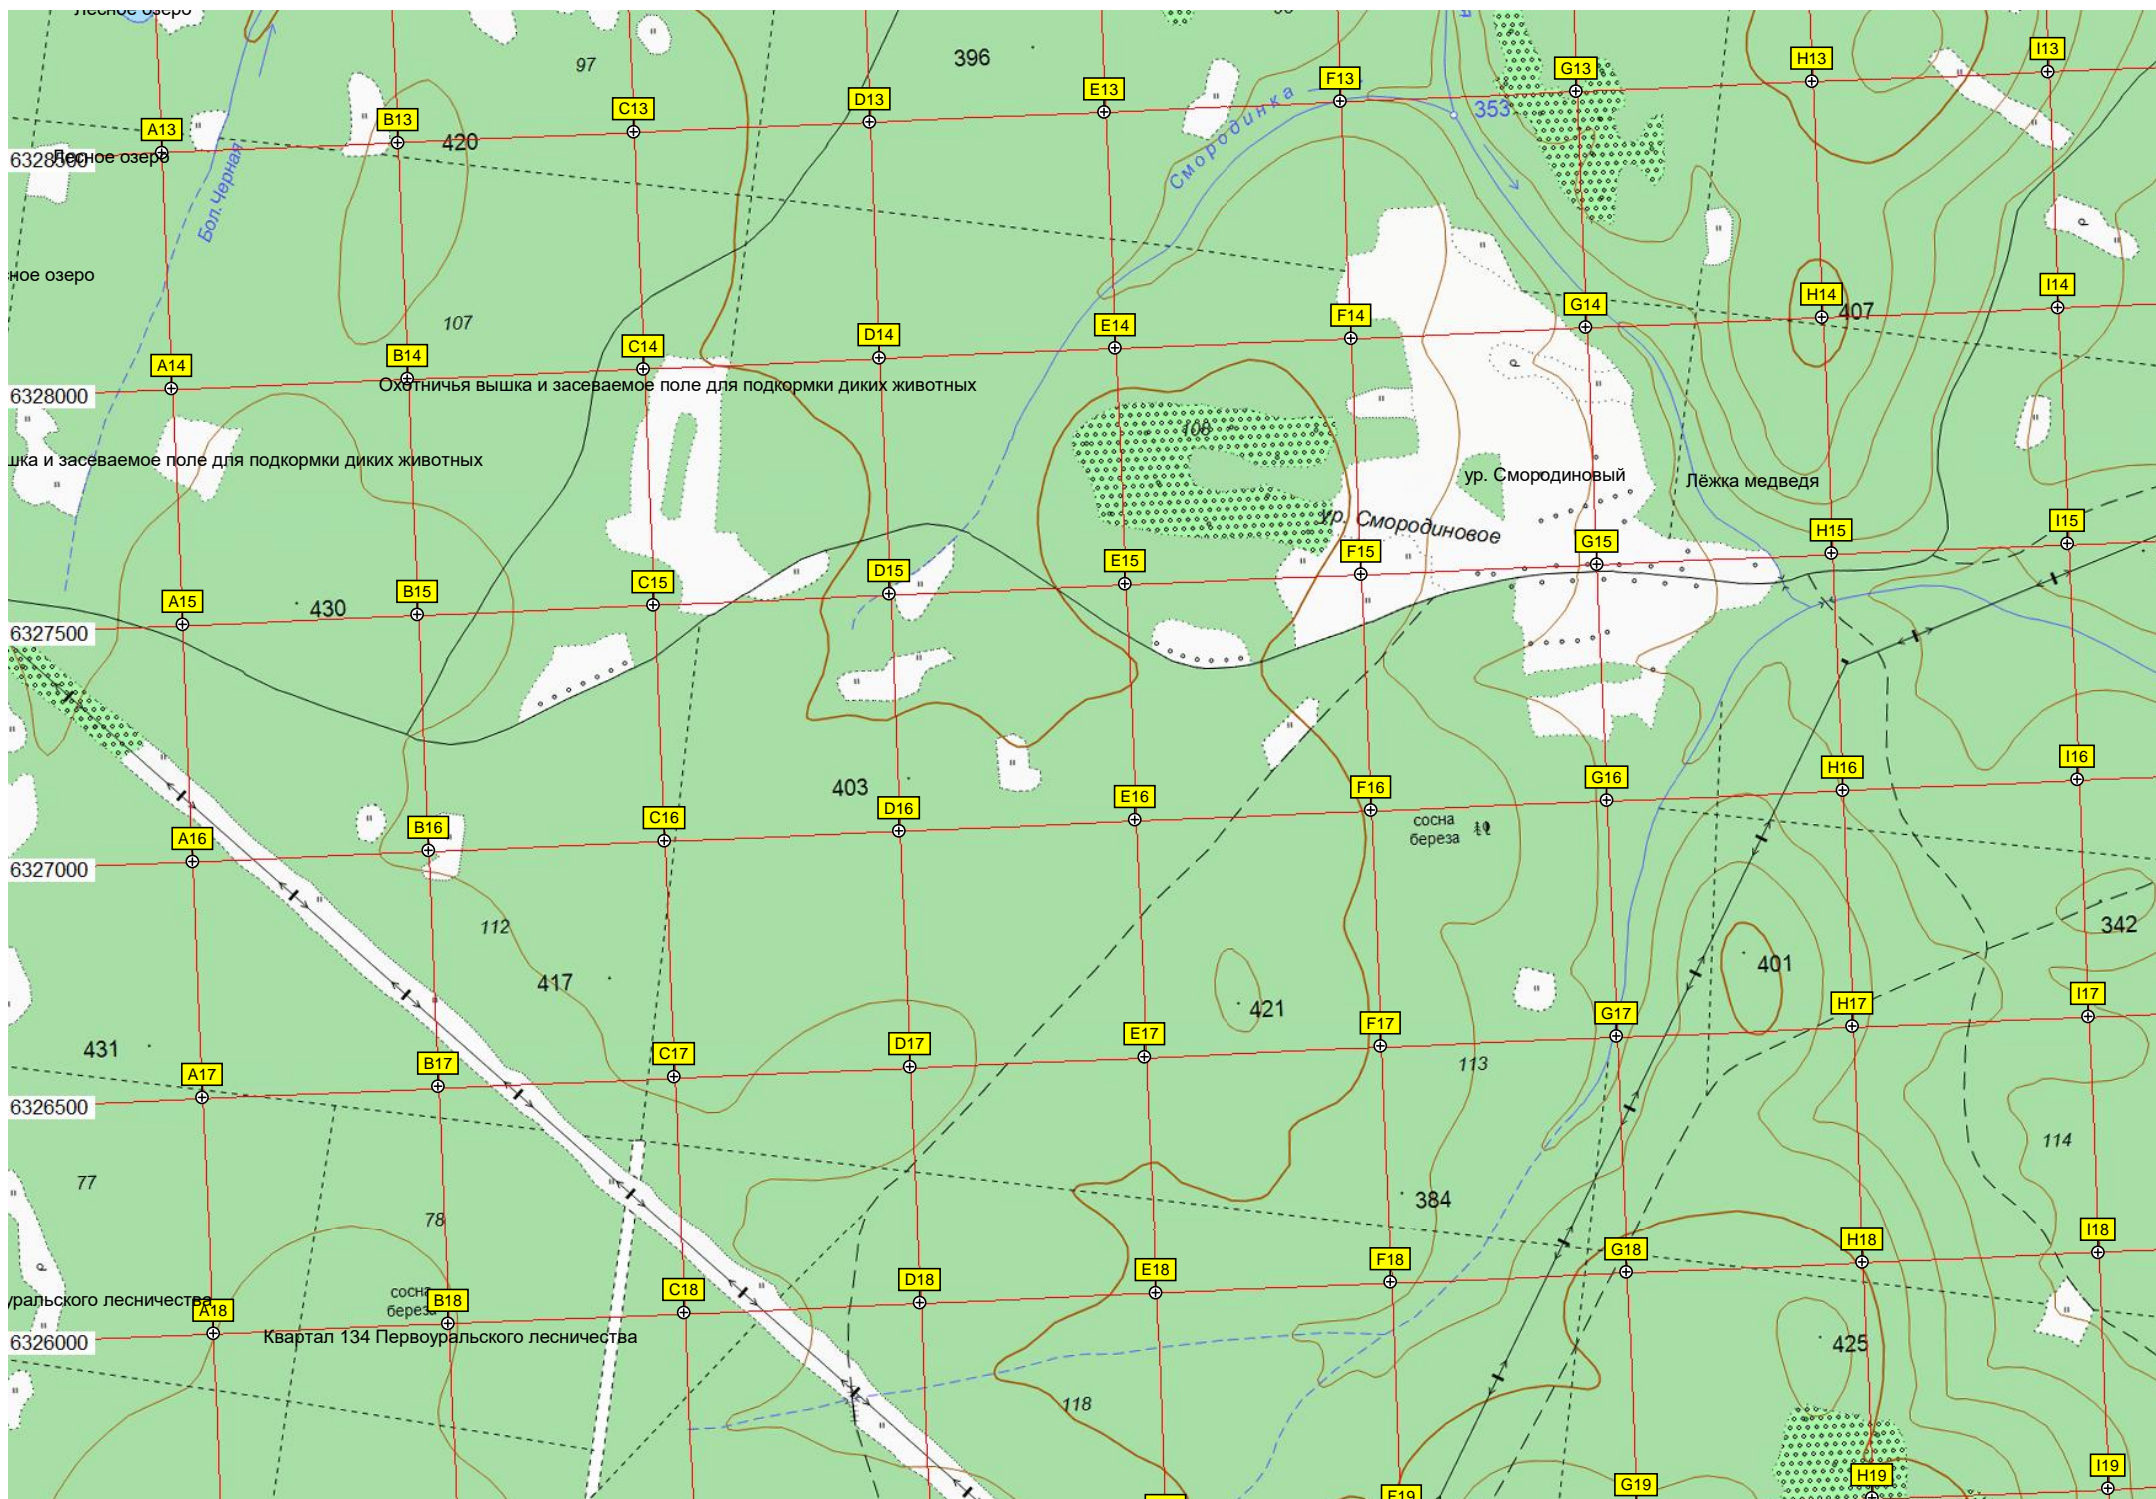 Лесное озеро
97
396
353
A13
B13
C13
D13
E13
F13
G13
H13
I13
420
Смородинка
6328500
Лесное озеро
Бол.Черная
ное озеро
107
407
A14
B14
C14
D14
E14
F14
G14
H14
I14
6328000
Охотничья вышка и засеваемое поле для подкормки диких животных
108
шка и засеваемое поле для подкормки диких животных
ур. Смородиновый
Лёжка медведя
ур. Смородиновое
A15
B15
C15
D15
E15
F15
G15
H15
I15
430
6327500
403
A16
B16
C16
D16
E16
F16
G16
H16
I16
сосна
береза
6327000
112
342
417
401
421
431
113
A17
B17
C17
D17
E17
F17
G17
H17
I17
6326500
114
77
78
384
A18
B18
C18
D18
E18
F18
G18
H18
I18
сосна
береза
уральского лесничества
6326000
Квартал 134 Первоуральского лесничества
425
118
F19
G19
H19
I19